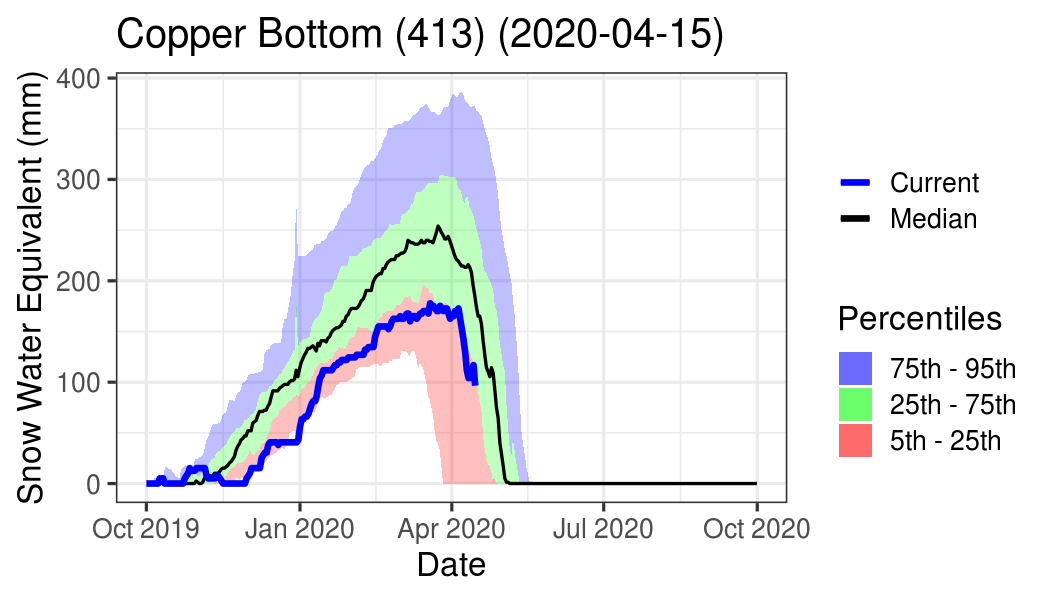 Copper Bottom (413) (2020-04-15)
Snow Water Equivalent (mm)
400
300
200
100
0
Oct 2019
Jan 2020
Apr 2020
Jul 2020
Oct 2020
Date
Current
Median
Percentiles
75th - 95th
25th - 75th
5th - 25th